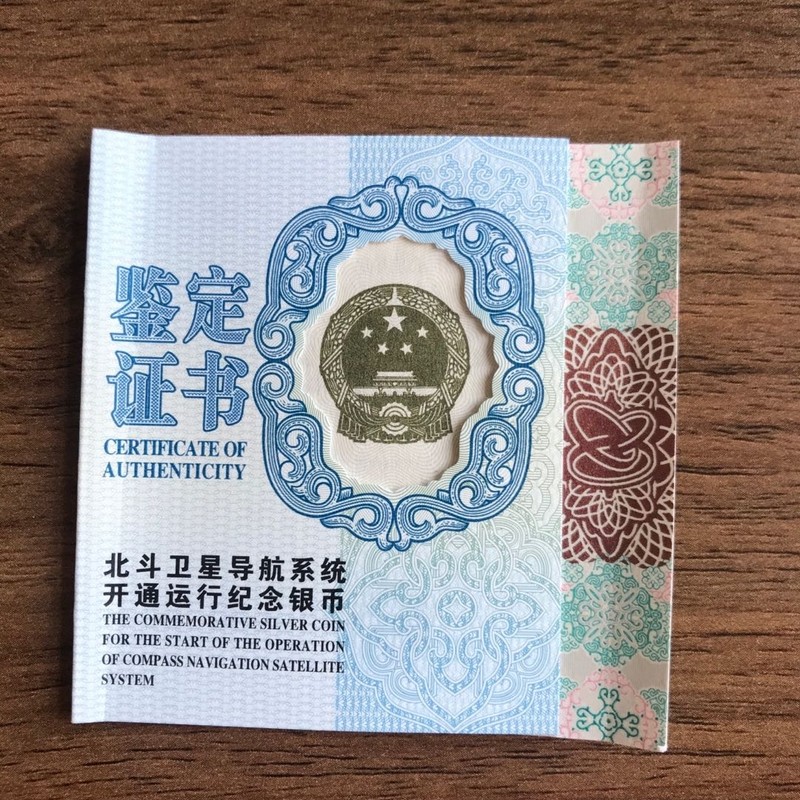 鉴定
证书
CERTIFICATE OF
AUTHENTICITY
北斗卫星导航系统
开通运行纪念银币
THE COMMEMORATIVE SILVER COIN
FOR THE START OF THE OPERATION
OF COMPASS NAVIGATION SATELLITE
SYSTEM